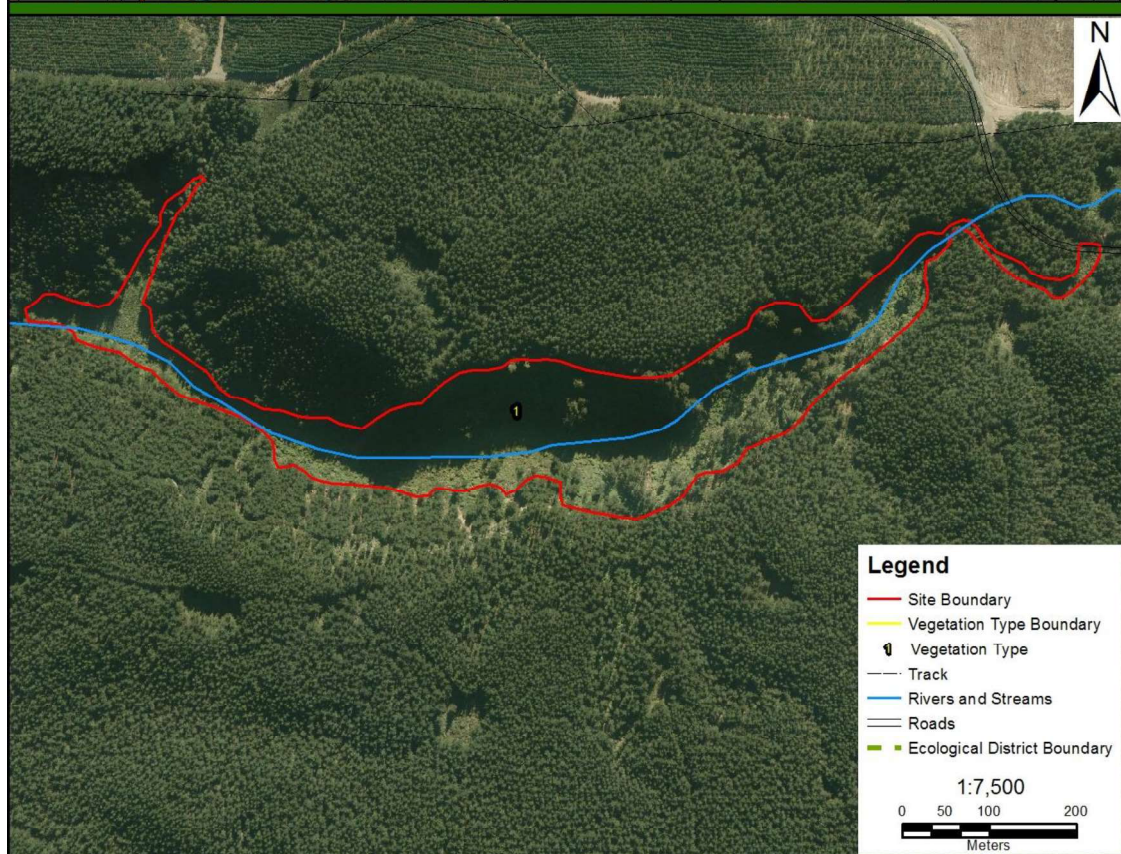 N
1
Legend
Site Boundary
Vegetation Type Boundary
1 Vegetation Type
Track
Rivers and Streams
Roads
Ecological District Boundary
1:7,500
0 50 100 200
Meters